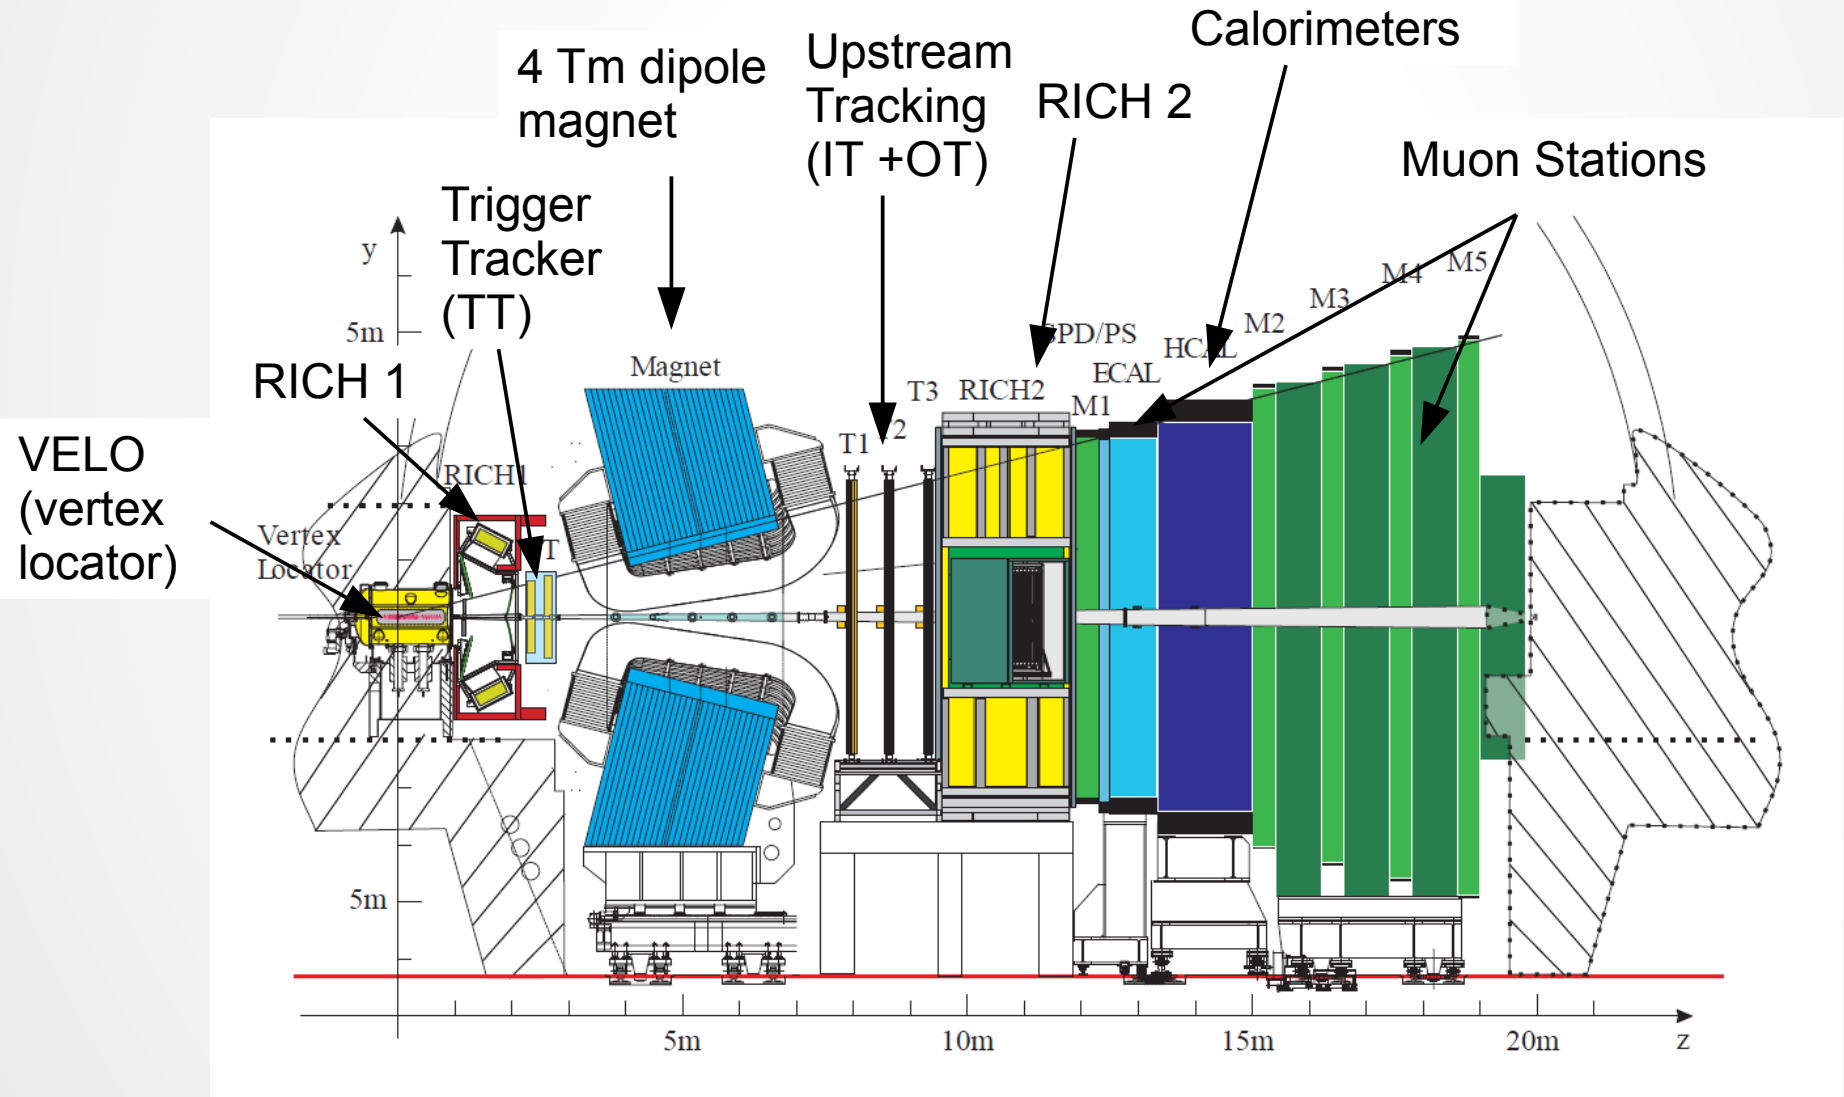 Calorimeters
Upstream
Tracking
(IT +OT)
4 Tm dipole
magnet
RICH 2
Muon Stations
Trigger
Tracker
(TT)
y
M5
M4
M3
M2
5m
SPD/PS
HCAL
ECAL
Magnet
RICH 1
T3
RICH2
M1
T2
T1
VELO
(vertex
locator)
RICH1
Vertex
Locator
5m
5m
10m
15m
20m
z